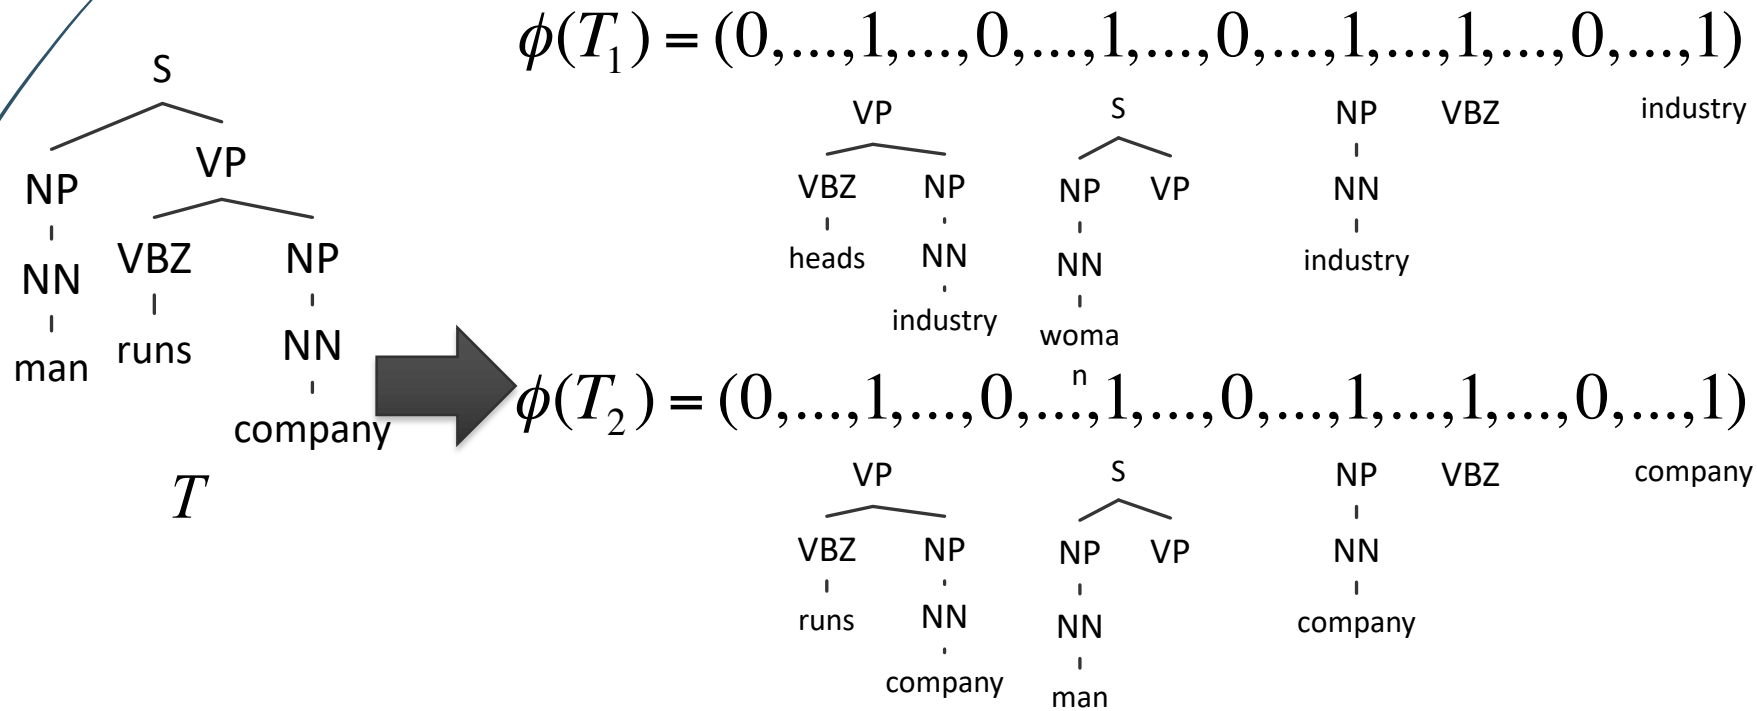 S
NP
VP
NN
VBZ
NP
man
runs
NN
company
T
ϕ(T₁) = (0,...,1,...,0,...,1,...,0,...,1,...,1,...,0,...,1)
VP S NP VBZ industry
VBZ NP NP VP NN
heads NN NN industry
industry woma
n
ϕ(T₂) = (0,...,1,...,0,...,1,...,0,...,1,...,1,...,0,...,1)
VP S NP VBZ company
VBZ NP NP VP NN
runs NN NN company
company man